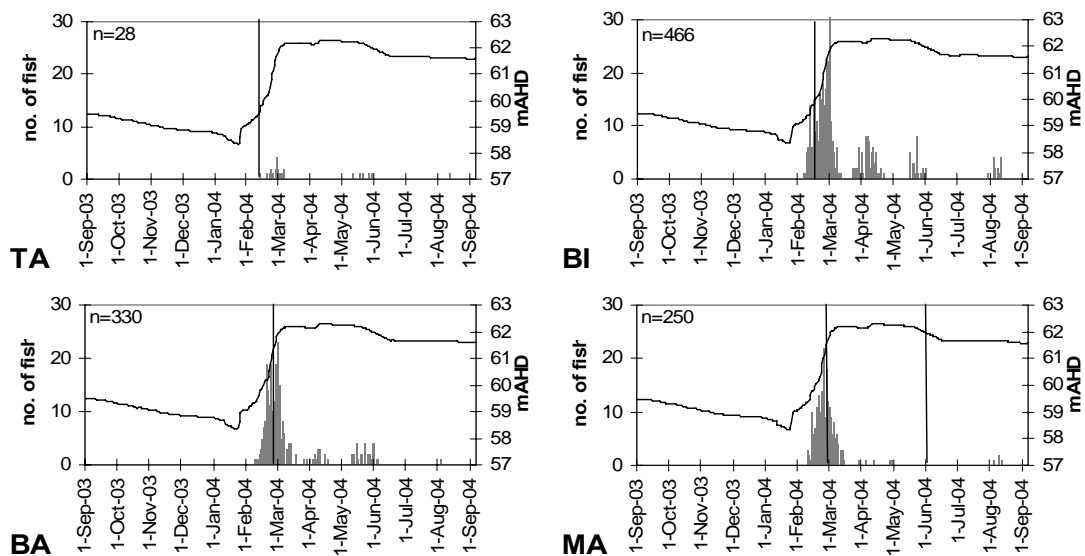 n=28
no. of fish
30
20
10
0
63
62
61
60
59
58
57
mAHD
1-Sep-03
1-Oct-03
1-Nov-03
1-Dec-03
1-Jan-04
1-Feb-04
1-Mar-04
1-Apr-04
1-May-04
1-Jun-04
1-Jul-04
1-Aug-04
1-Sep-04
TA
n=466
no. of fish
30
20
10
0
63
62
61
60
59
58
57
mAHD
1-Sep-03
1-Oct-03
1-Nov-03
1-Dec-03
1-Jan-04
1-Feb-04
1-Mar-04
1-Apr-04
1-May-04
1-Jun-04
1-Jul-04
1-Aug-04
1-Sep-04
BI
n=330
no. of fish
30
20
10
0
63
62
61
60
59
58
57
mAHD
1-Sep-03
1-Oct-03
1-Nov-03
1-Dec-03
1-Jan-04
1-Feb-04
1-Mar-04
1-Apr-04
1-May-04
1-Jun-04
1-Jul-04
1-Aug-04
1-Sep-04
BA
n=250
no. of fish
30
20
10
0
63
62
61
60
59
58
57
mAHD
1-Sep-03
1-Oct-03
1-Nov-03
1-Dec-03
1-Jan-04
1-Feb-04
1-Mar-04
1-Apr-04
1-May-04
1-Jun-04
1-Jul-04
1-Aug-04
1-Sep-04
MA